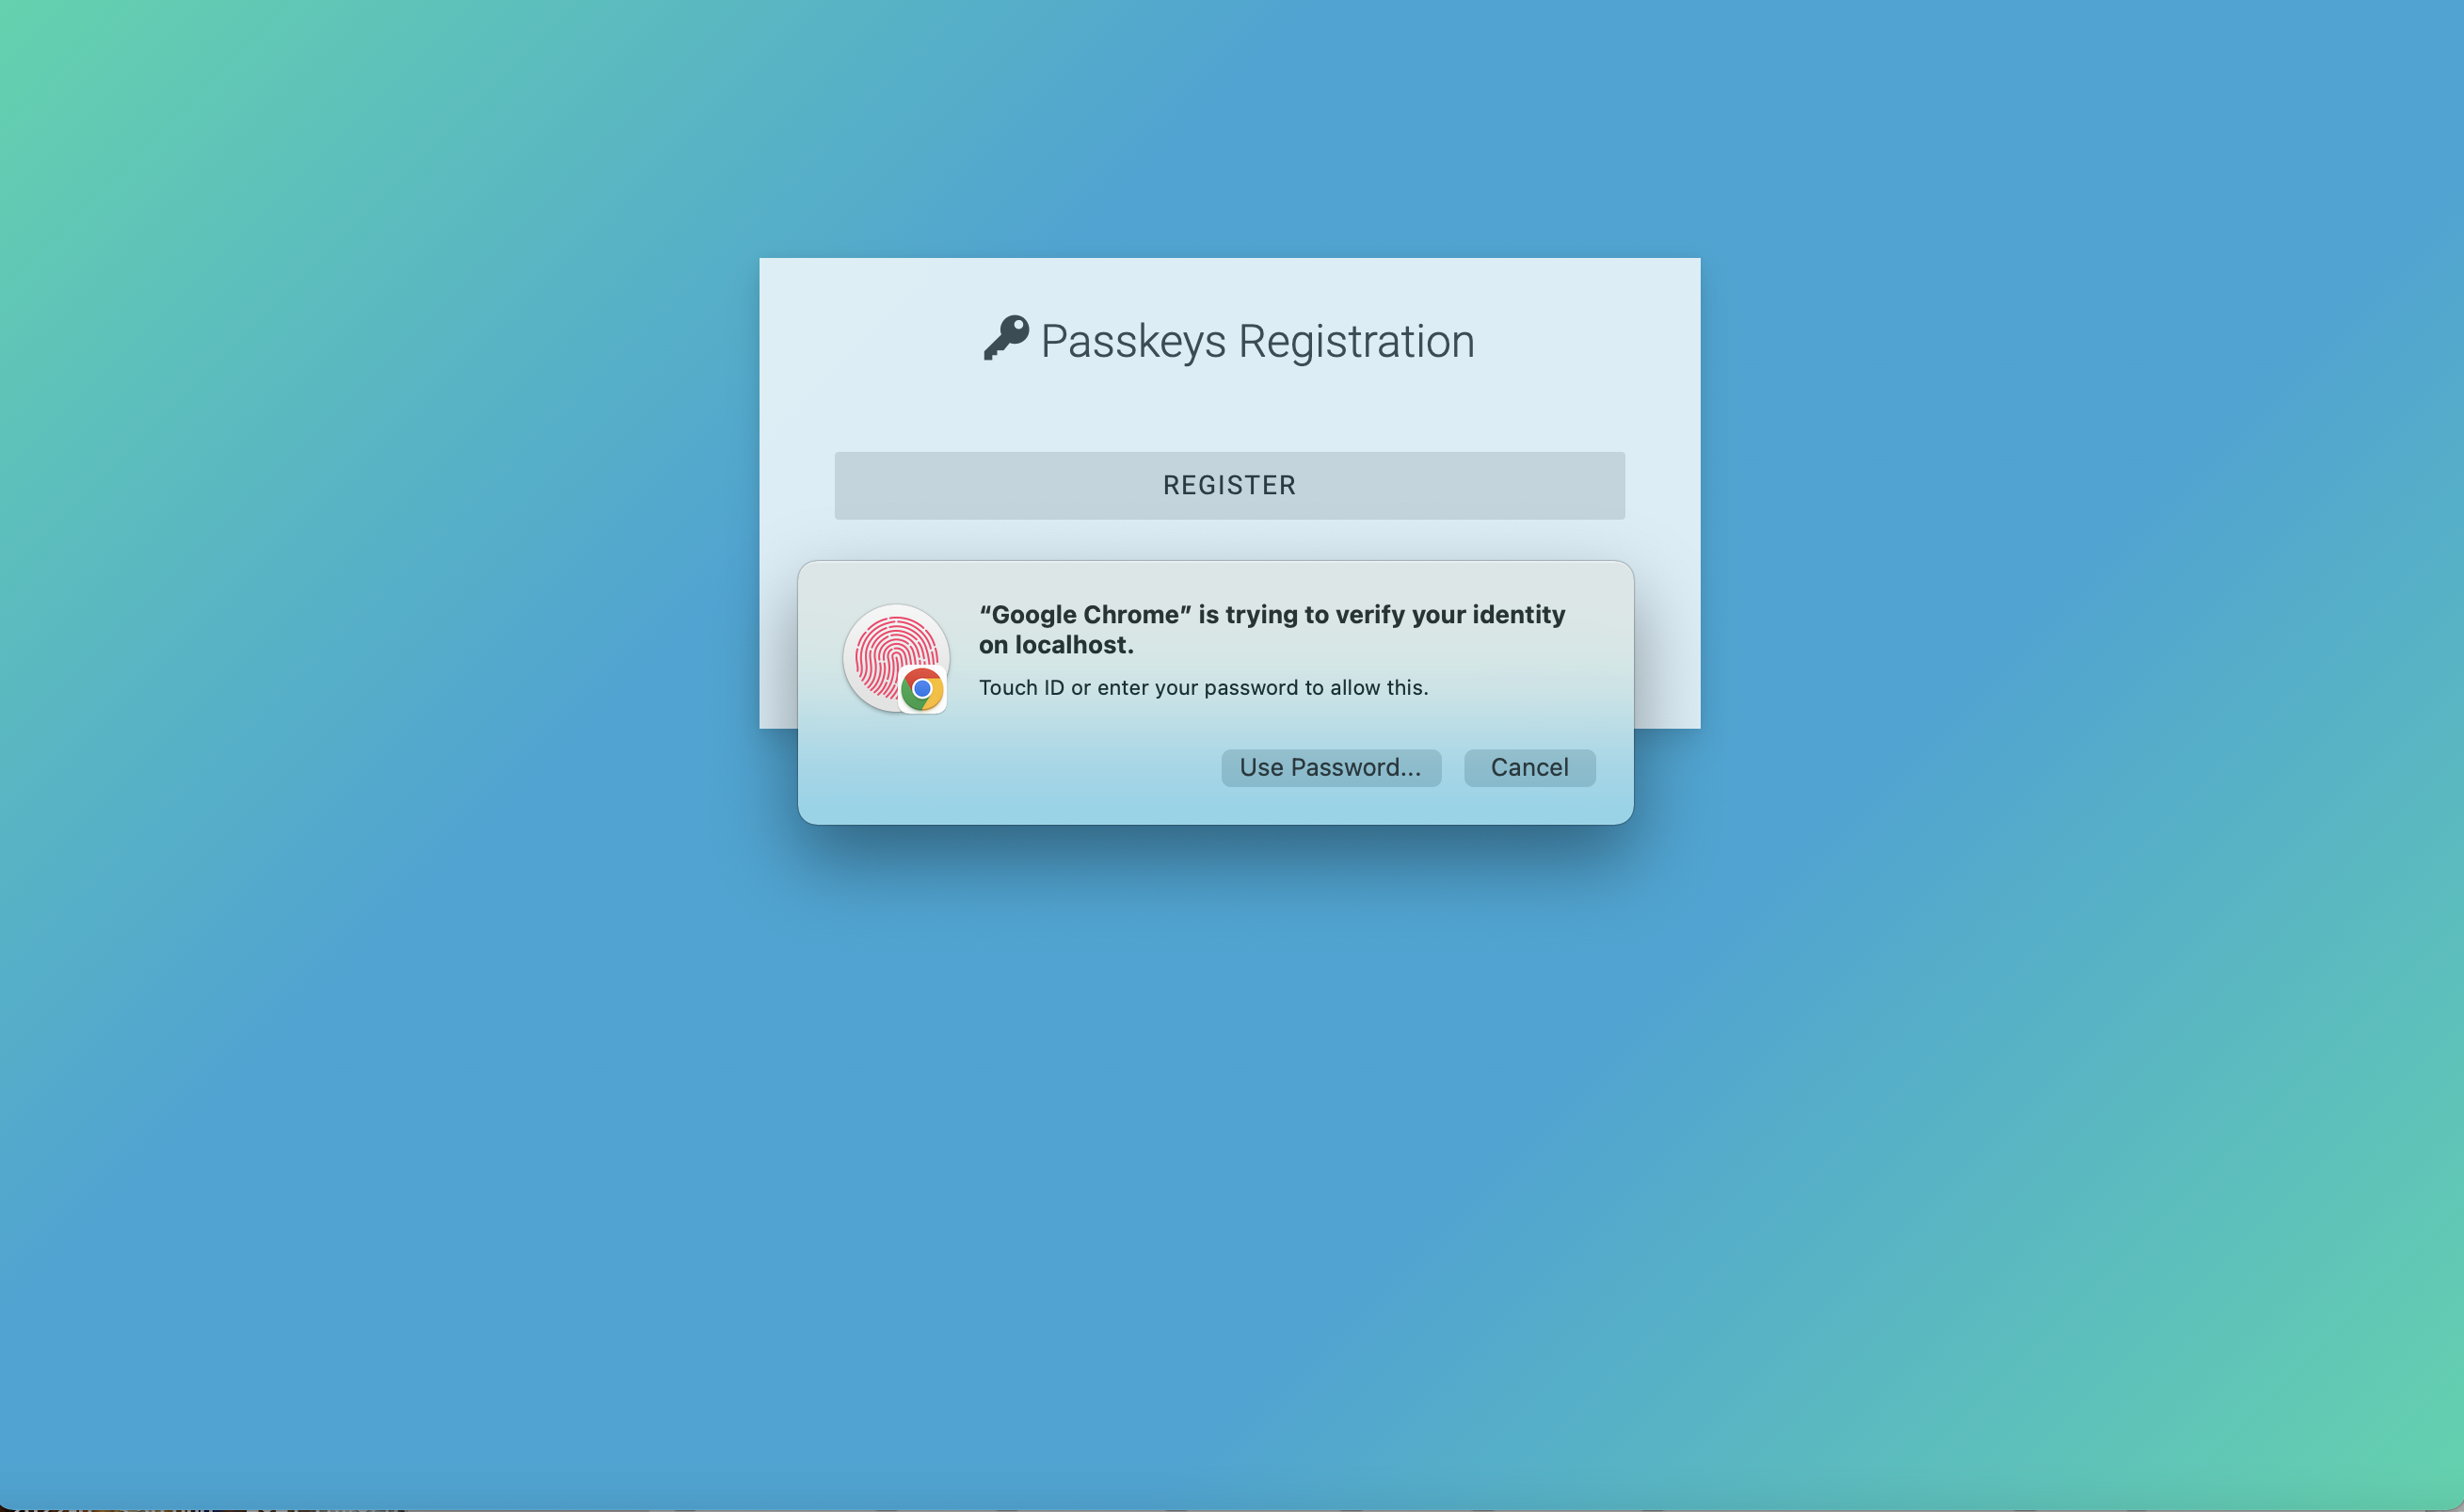 Passkeys Registration
REGISTER
“Google Chrome” is trying to verify your identity
on localhost.
Touch ID or enter your password to allow this.
Use Password...
Cancel